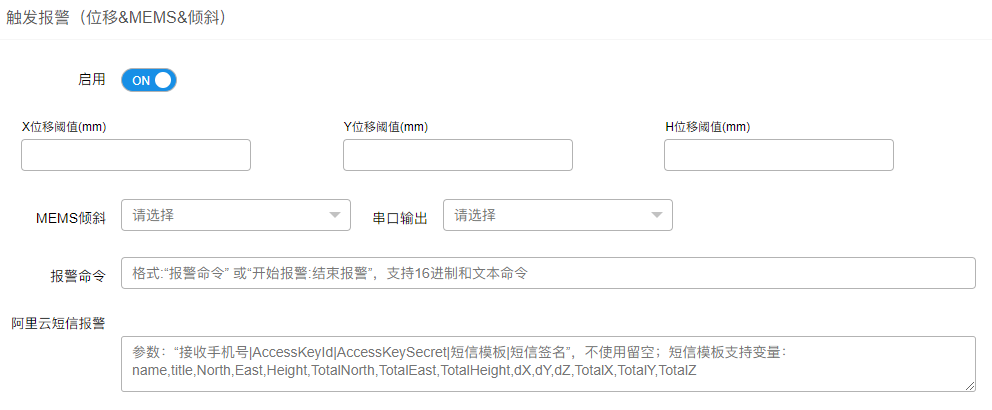 触发报警（位移&MEMS&倾斜）
启用 ON
X位移阈值(mm) Y位移阈值(mm) H位移阈值(mm)
MEMS倾斜 请选择 串口输出 请选择
报警命令 格式:“报警命令” 或“开始报警:结束报警”，支持16进制和文本命令
阿里云短信报警
参数：“接收手机号|AccessKeyId|AccessKeySecret|短信模板|短信签名”，不使用留空；短信模板支持变量：
name,title,North,East,Height,TotalNorth,TotalEast,TotalHeight,dX,dY,dZ,TotalX,TotalY,TotalZ